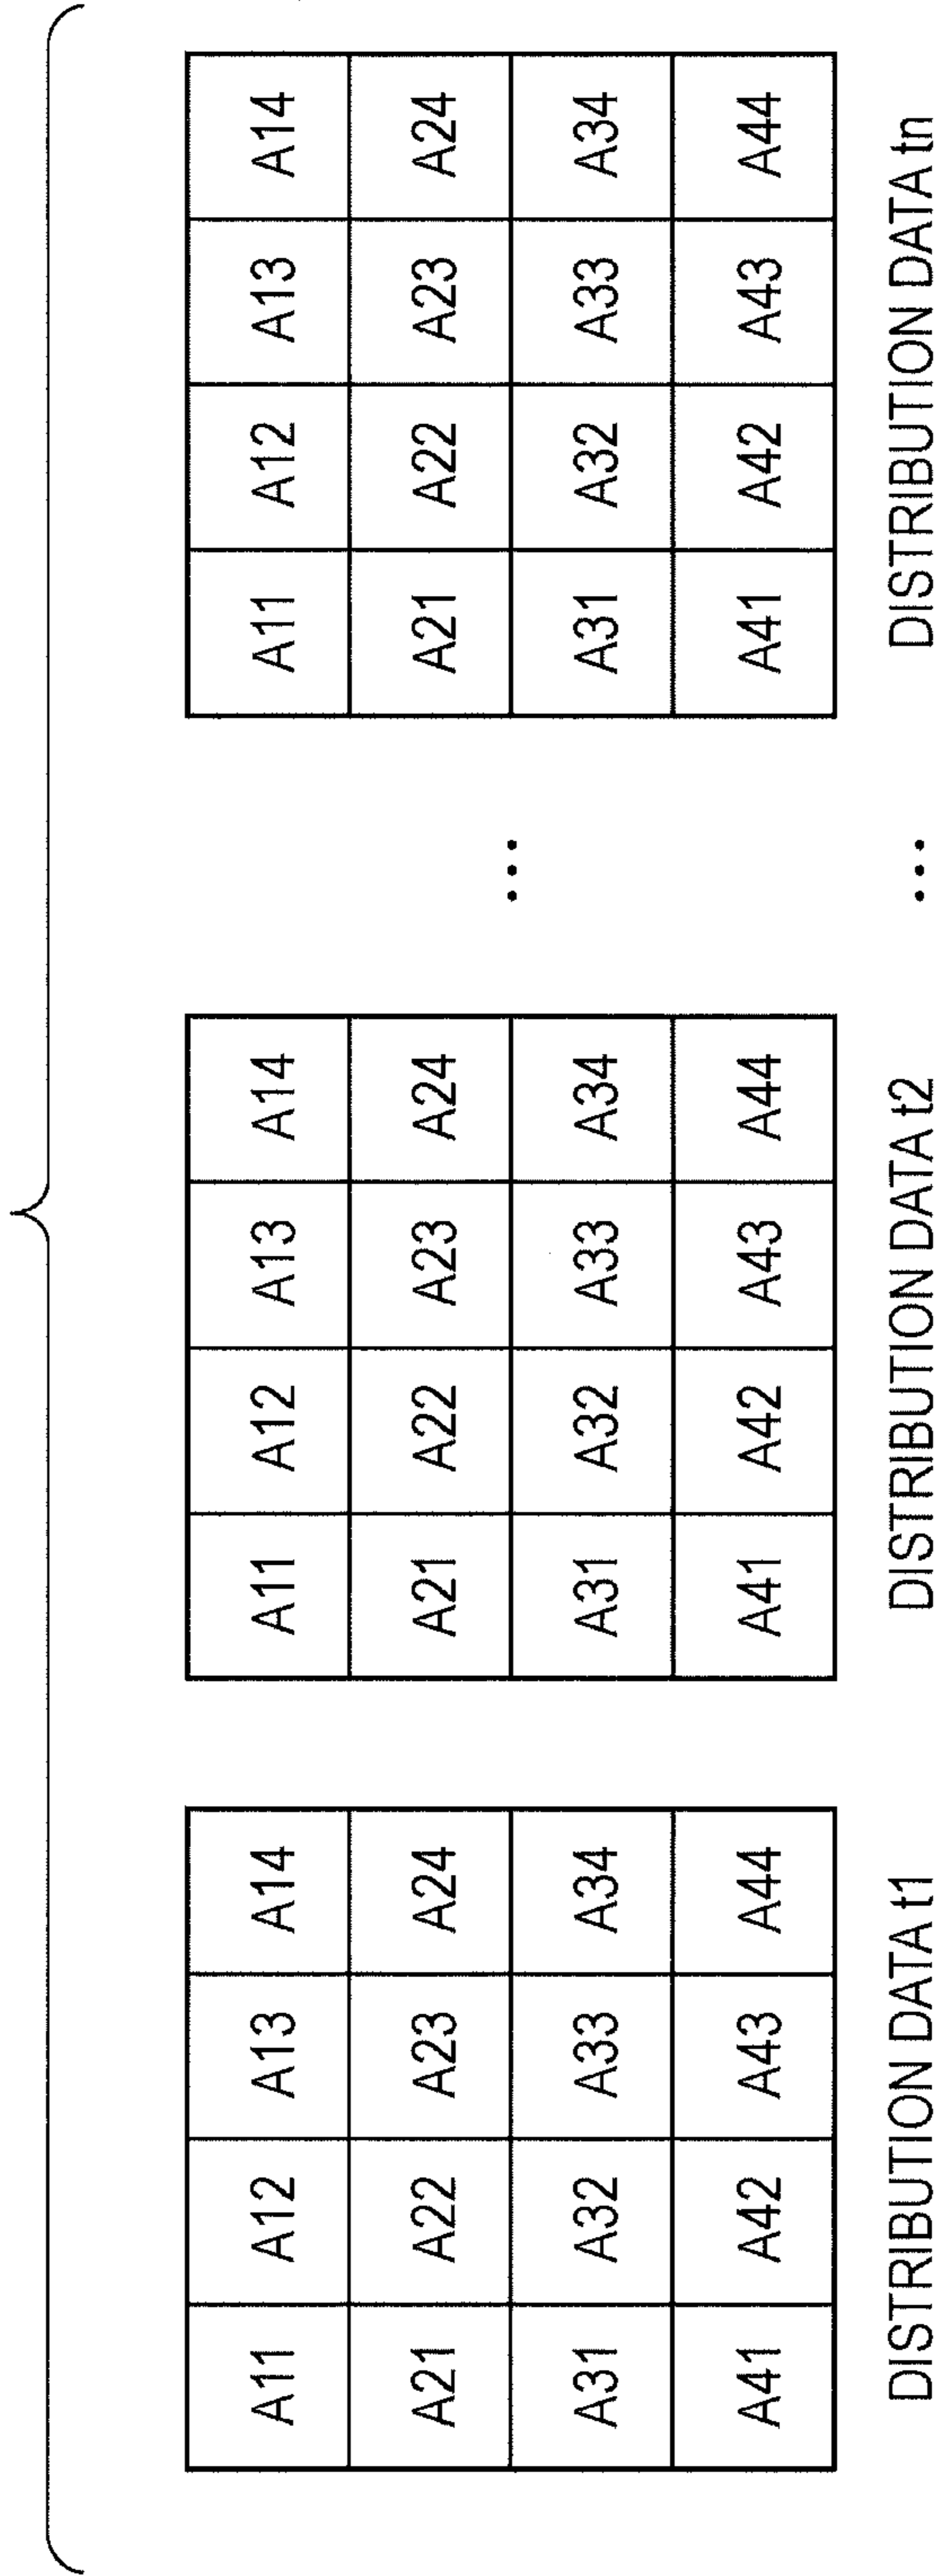 A11 A12 A13 A14
A21 A22 A23 A24
A31 A32 A33 A34
A41 A42 A43 A44
DISTRIBUTION DATA t1
A11 A12 A13 A14
A21 A22 A23 A24
A31 A32 A33 A34
A41 A42 A43 A44
DISTRIBUTION DATA t2
...
...
A11 A12 A13 A14
A21 A22 A23 A24
A31 A32 A33 A34
A41 A42 A43 A44
DISTRIBUTION DATA tn